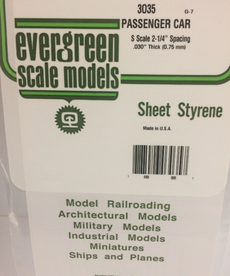 3035 G-7
PASSENGER CAR
S Scale 2-1/4" Spacing
.030" Thick (0.75 mm)
evergreen
scale models
Sheet Styrene
Made in U.S.A.
Model Railroading
Architectural Models
Military Models
Industrial Models
Miniatures
Ships and Planes